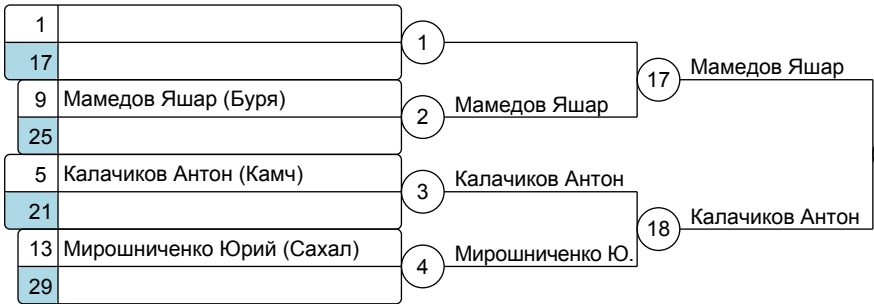 1
17
1
9 Мамедов Яшар (Буря)
25
2
Мамедов Яшар
17
Мамедов Яшар
5 Калачиков Антон (Камч)
21
3
Калачиков Антон
13 Мирошниченко Юрий (Сахал)
29
4
Мирошниченко Ю.
18
Калачиков Антон